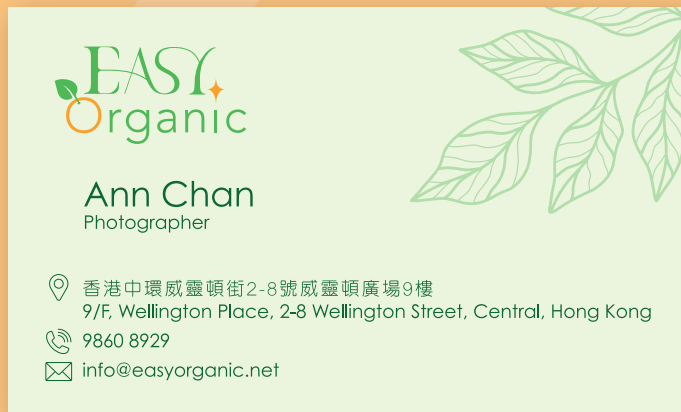 EASY
Organic
Ann Chan
Photographer
香港中環威靈頓街2-8號威靈頓廣場9樓
9/F, Wellington Place, 2-8 Wellington Street, Central, Hong Kong
9860 8929
info@easyorganic.net